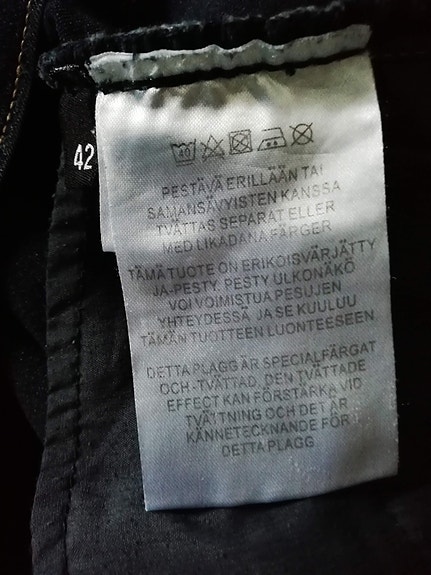 42
40
PESTÄVÄ ERILLÄÄN TAI
SAMANSÄVYISTEN KANSSA
TVÄTTAS SEPARAT ELLER
MED LIKADANA FÄRGER
TÄMÄ TUOTE ON ERIKOISVÄRJÄTTY
JA-PESTY. PESTY ULKONÄKÖ
VOI VOIMISTUA PESUJEN
YHTEYDESSÄ JA SE KUULUU
TÄMÄN TUOTTEEN LUONTEESEEN.
DETTA PLAGG ÄR SPECIALFÄRGAT
OCH -TVÄTTAD. DEN TVÄTTADE
EFFECT KAN FÖRSTÄRKA VID
TVÄTTNING OCH DET ÄR
KÄNNETECKNANDE FÖR
DETTA PLAGG